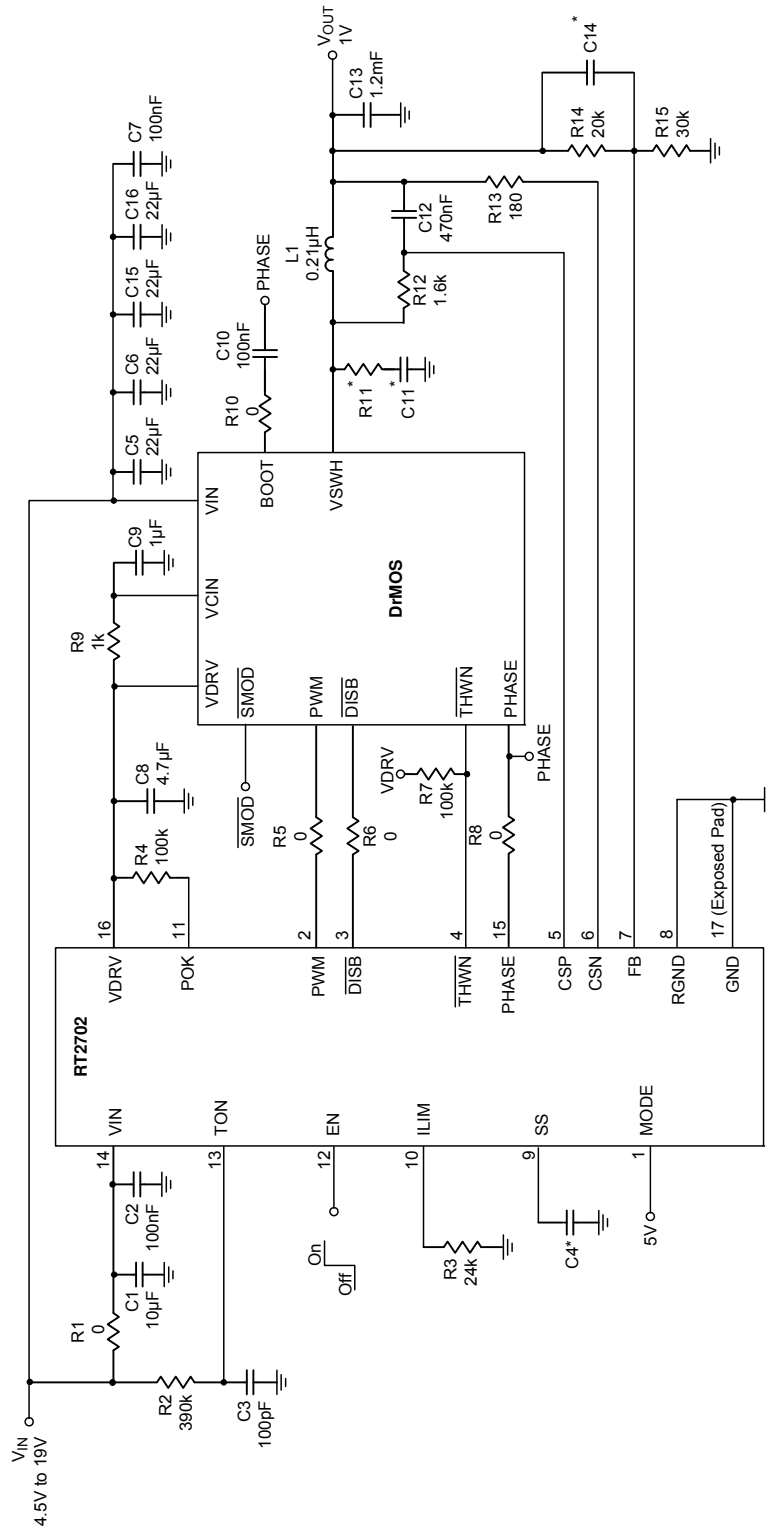 VIN
4.5V to 19V
R1
0
C1
10µF
C2
100nF
R2
390k
C3
100pF
On
Off
R3
24k
C4*
5V
14
13
12
10
9
1
RT2702
VIN
TON
EN
ILIM
SS
MODE
VDRV
POK
PWM
DISB
THWN
PHASE
CSP
CSN
FB
RGND
GND
16
11
2
3
4
15
5
6
7
8
17 (Exposed Pad)
R4
100k
C8
4.7µF
R9
1k
C9
1µF
SMOD
R5
0
R6
0
VDRV
R7
100k
R8
0
PHASE
VDRV
VCIN
VIN
SMOD
PWM
DISB
THWN
PHASE
DrMOS
BOOT
VSWH
C5
22µF
C6
22µF
C15
22µF
C16
22µF
C7
100nF
R10
0
C10
100nF
PHASE
R11
*
C11
*
L1
0.21µH
R12
1.6k
C12
470nF
R13
180
VOUT
1V
C13
1.2mF
R14
20k
C14
*
R15
30k